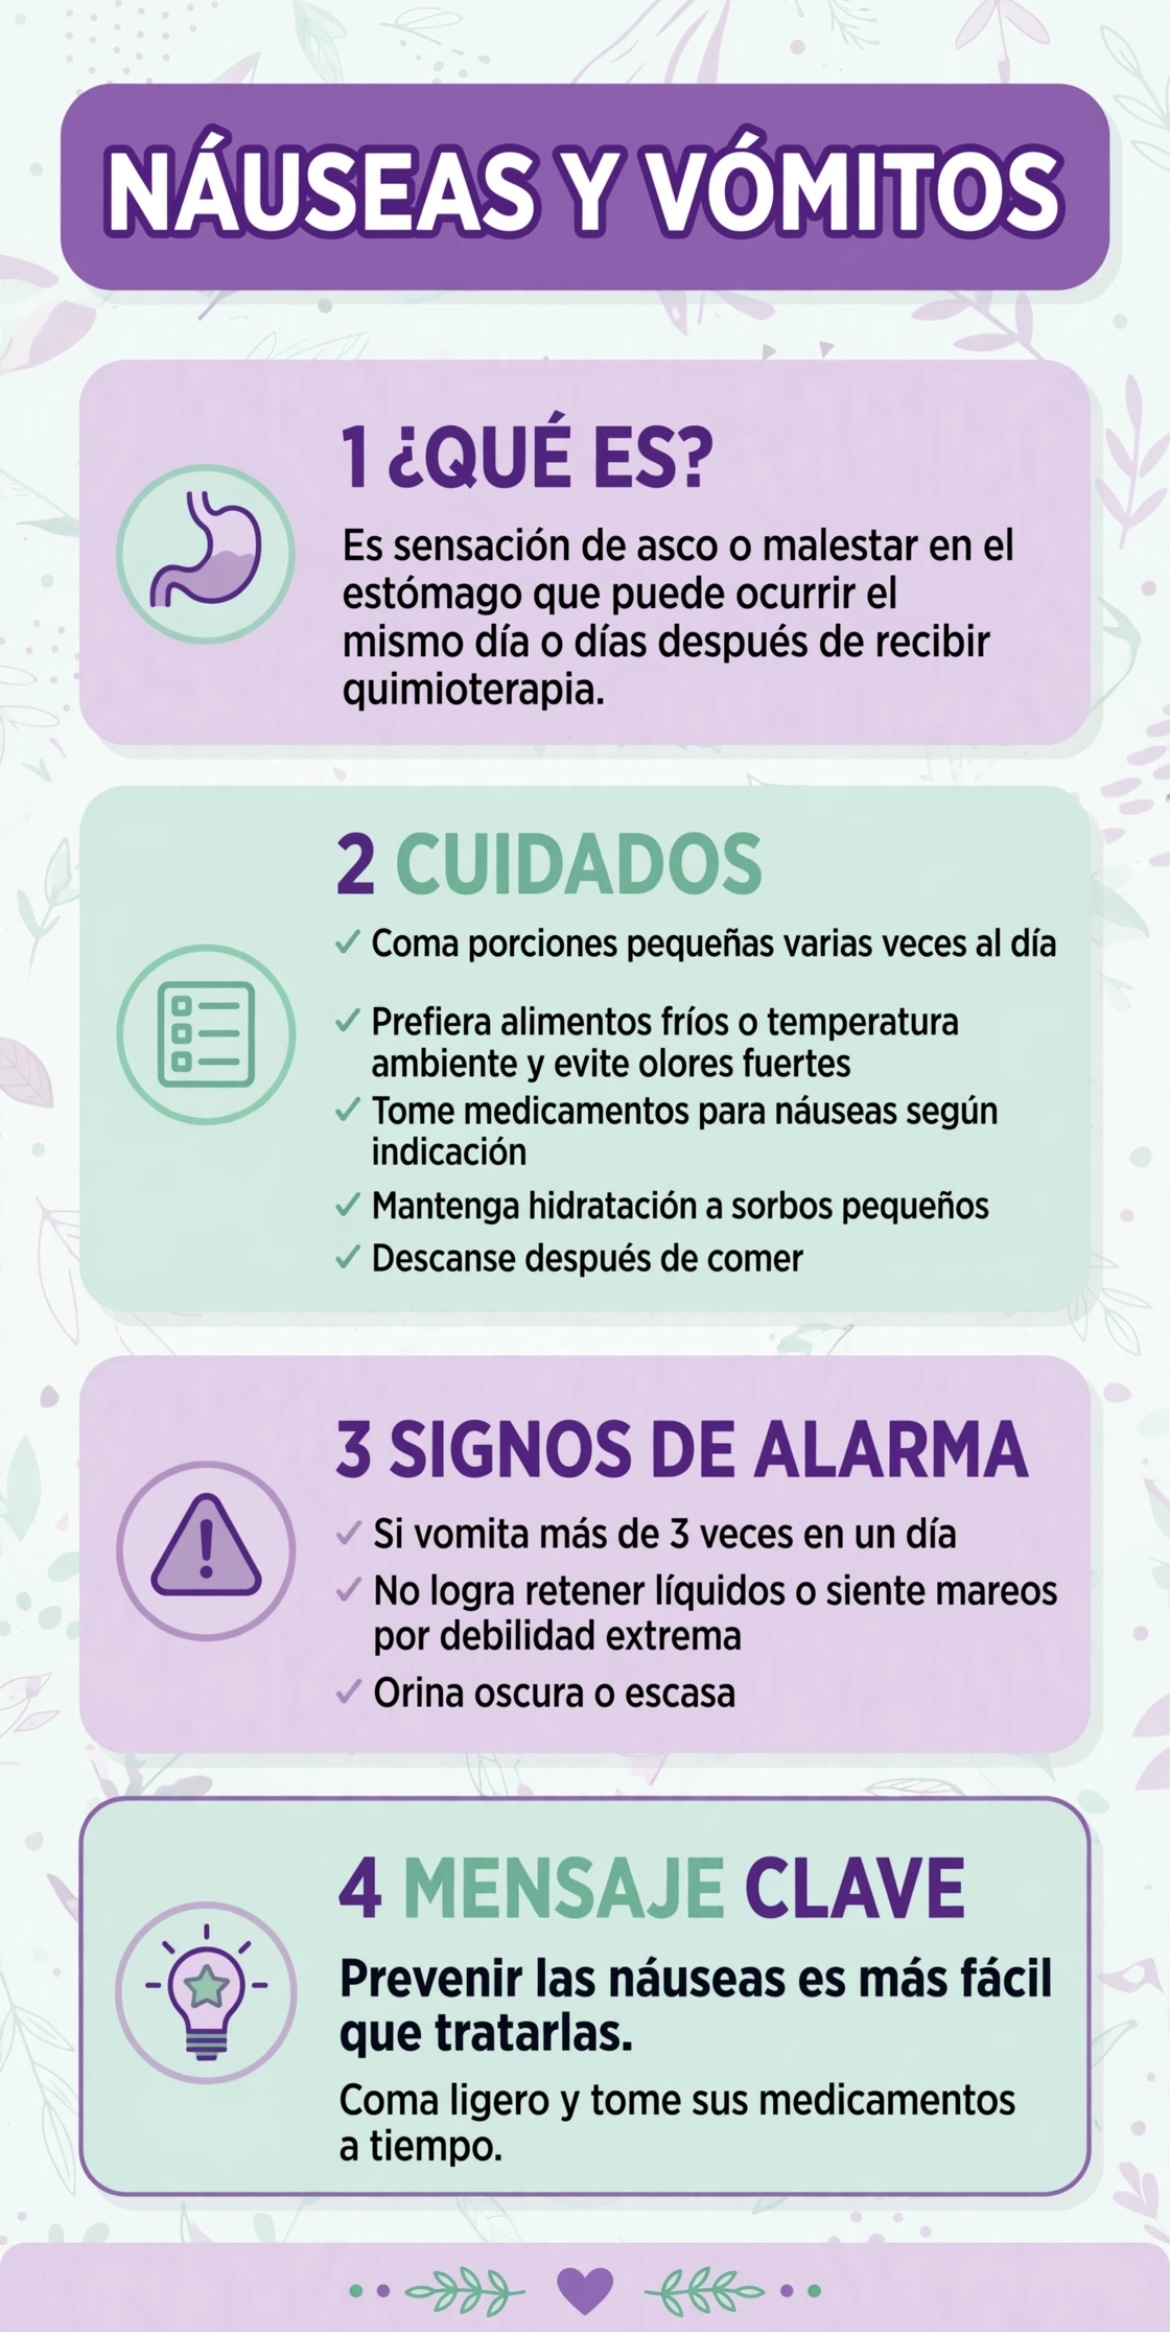 NÁUSEAS Y VÓMITOS
1 ¿QUÉ ES?
Es sensación de asco o malestar en el
estómago que puede ocurrir el
mismo día o días después de recibir
quimioterapia.
2 CUIDADOS
✓ Coma porciones pequeñas varias veces al día
✓ Prefiera alimentos fríos o temperatura
ambiente y evite olores fuertes
✓ Tome medicamentos para náuseas según
indicación
✓ Mantenga hidratación a sorbos pequeños
✓ Descanse después de comer
3 SIGNOS DE ALARMA
✓ Si vomita más de 3 veces en un día
✓ No logra retener líquidos o siente mareos
por debilidad extrema
✓ Orina oscura o escasa
4 MENSAJE CLAVE
Prevenir las náuseas es más fácil
que tratarlas.
Coma ligero y tome sus medicamentos
a tiempo.